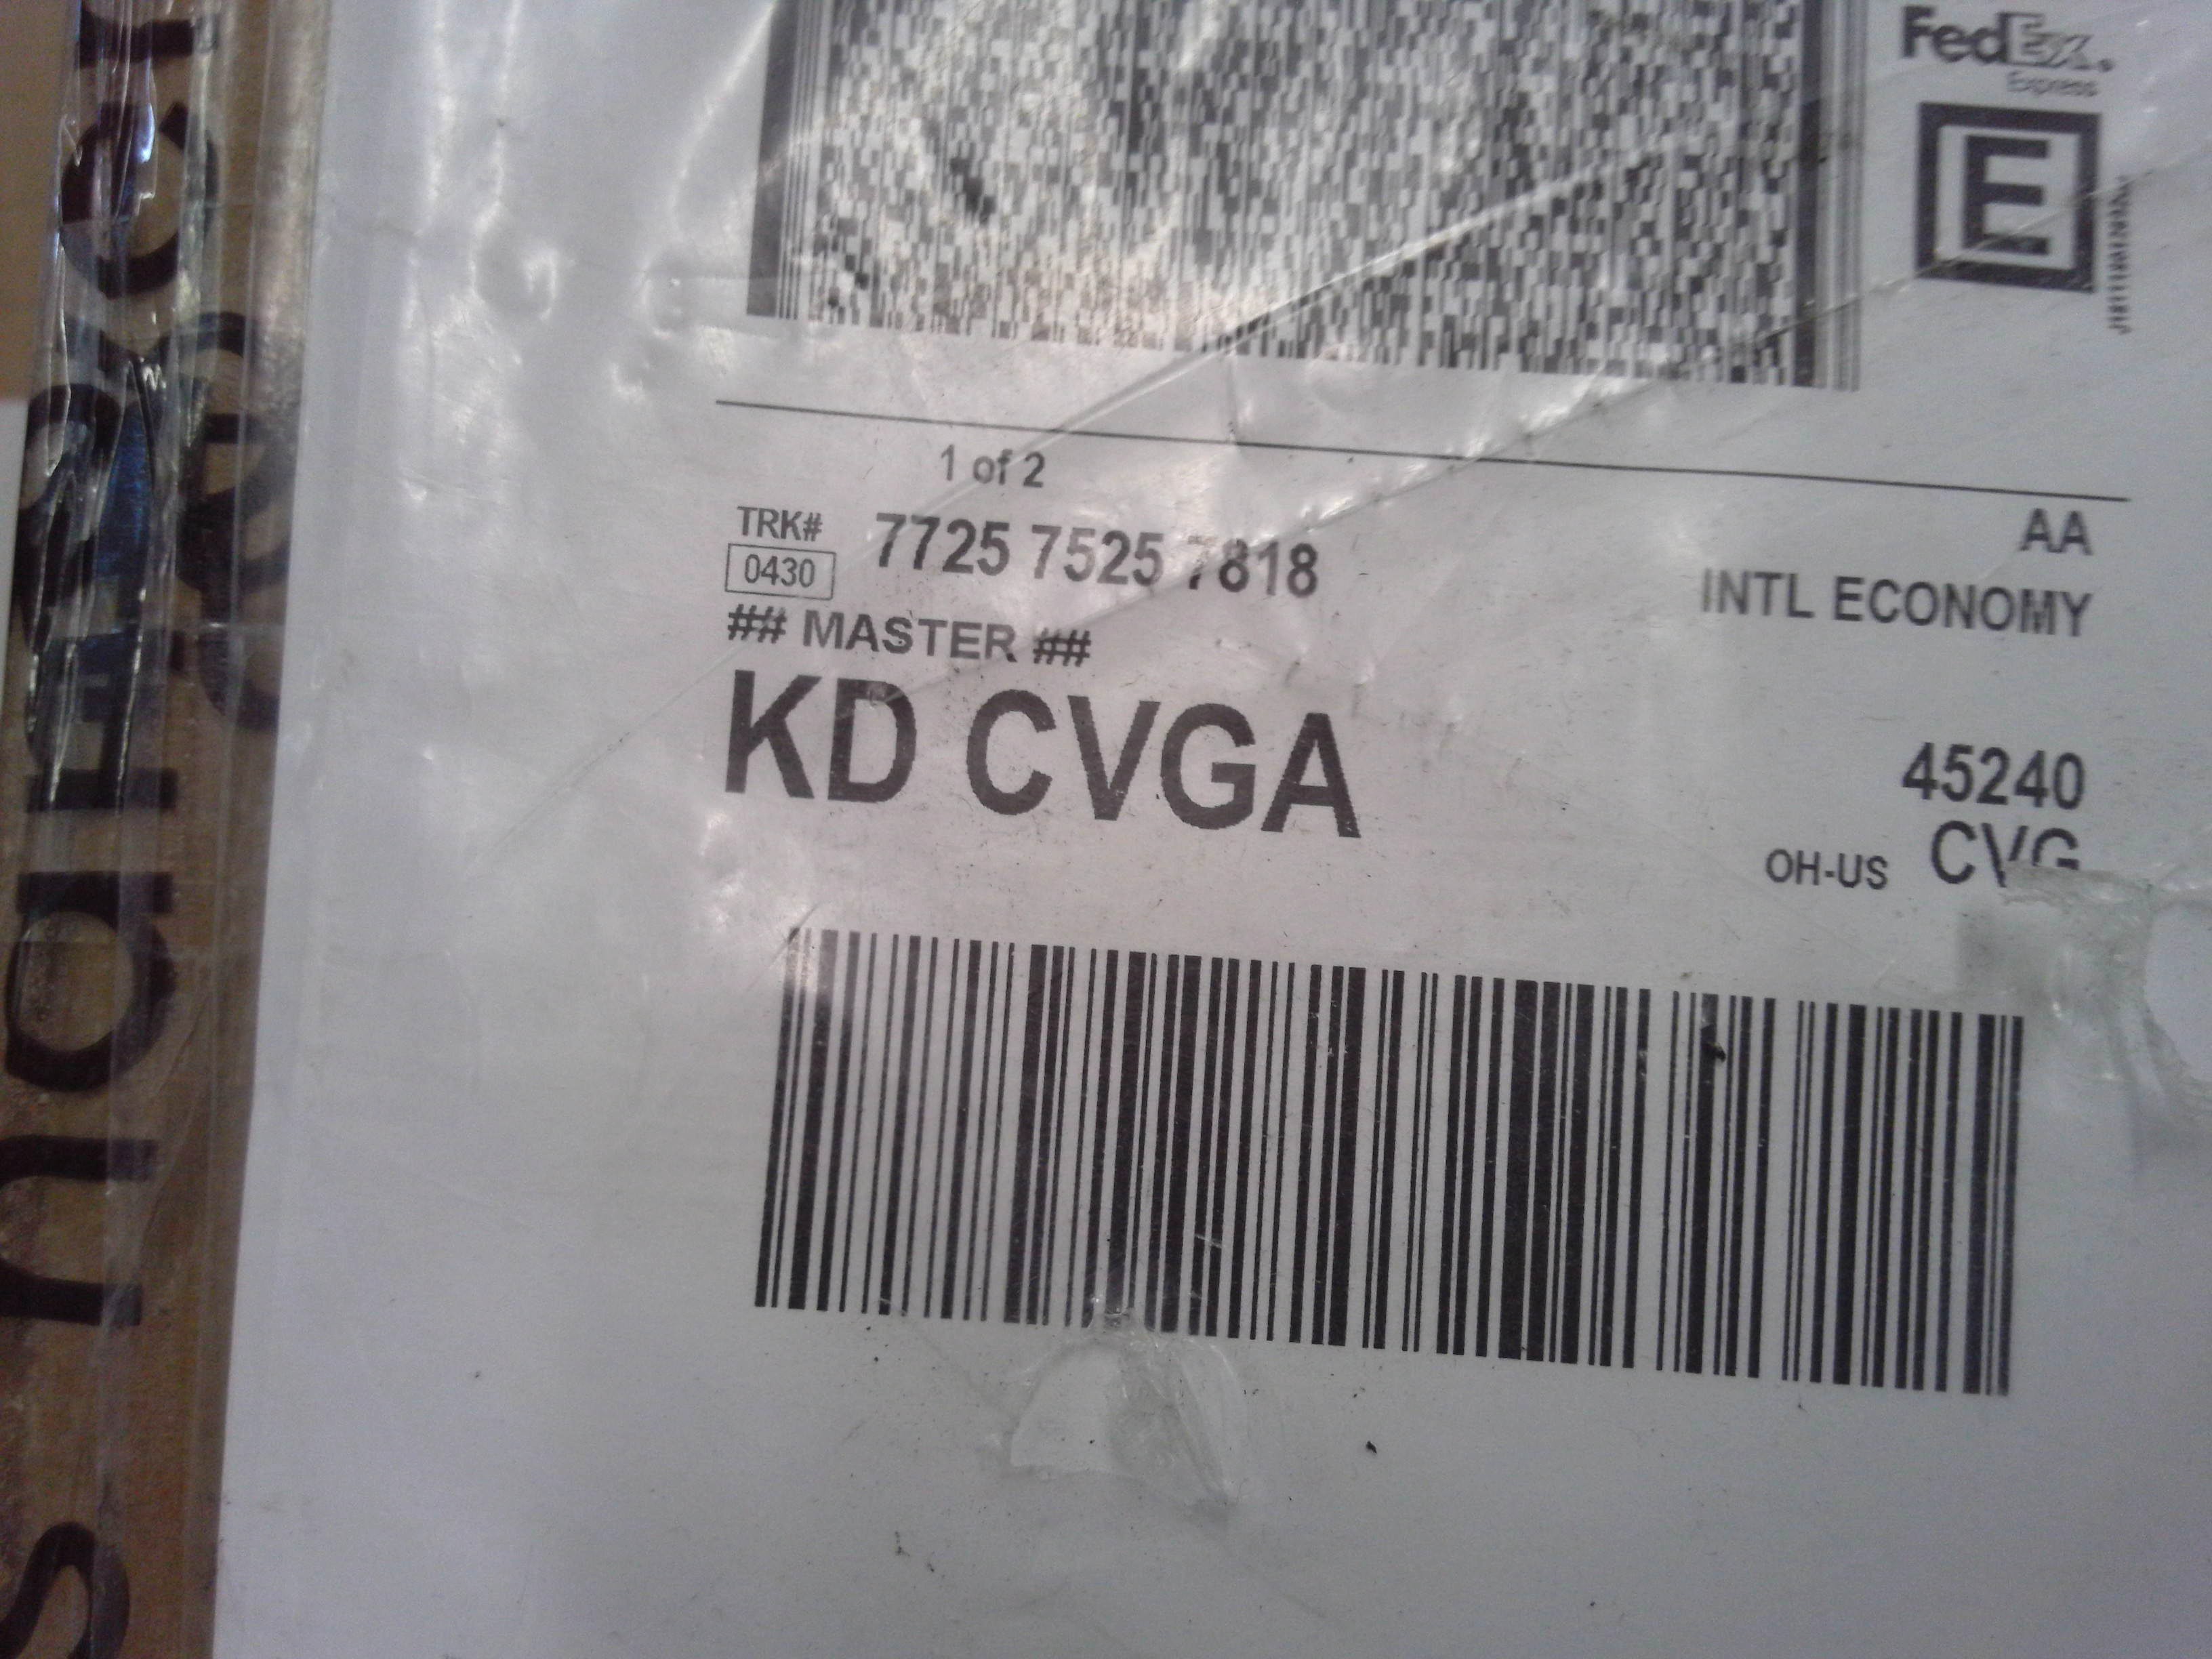 FedEx.
Express
E
1 of 2
TRK# 7725 7525 7818
0430
## MASTER ##
KD CVGA
AA
INTL ECONOMY
45240
OH-US CVG